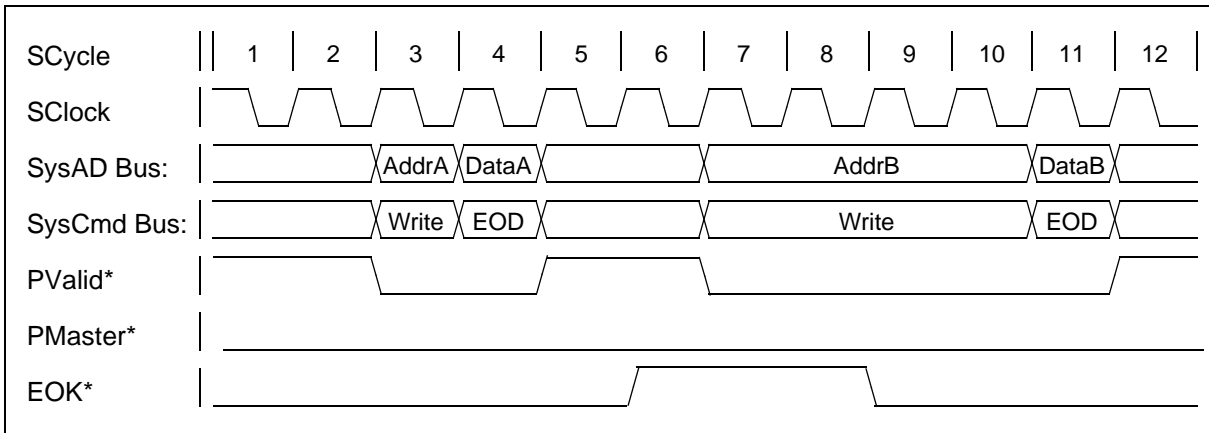 SCycle 1 2 3 4 5 6 7 8 9 10 11 12
SClock
SysAD Bus: AddrA DataA AddrB DataB
SysCmd Bus: Write EOD Write EOD
PValid*
PMaster*
EOK*